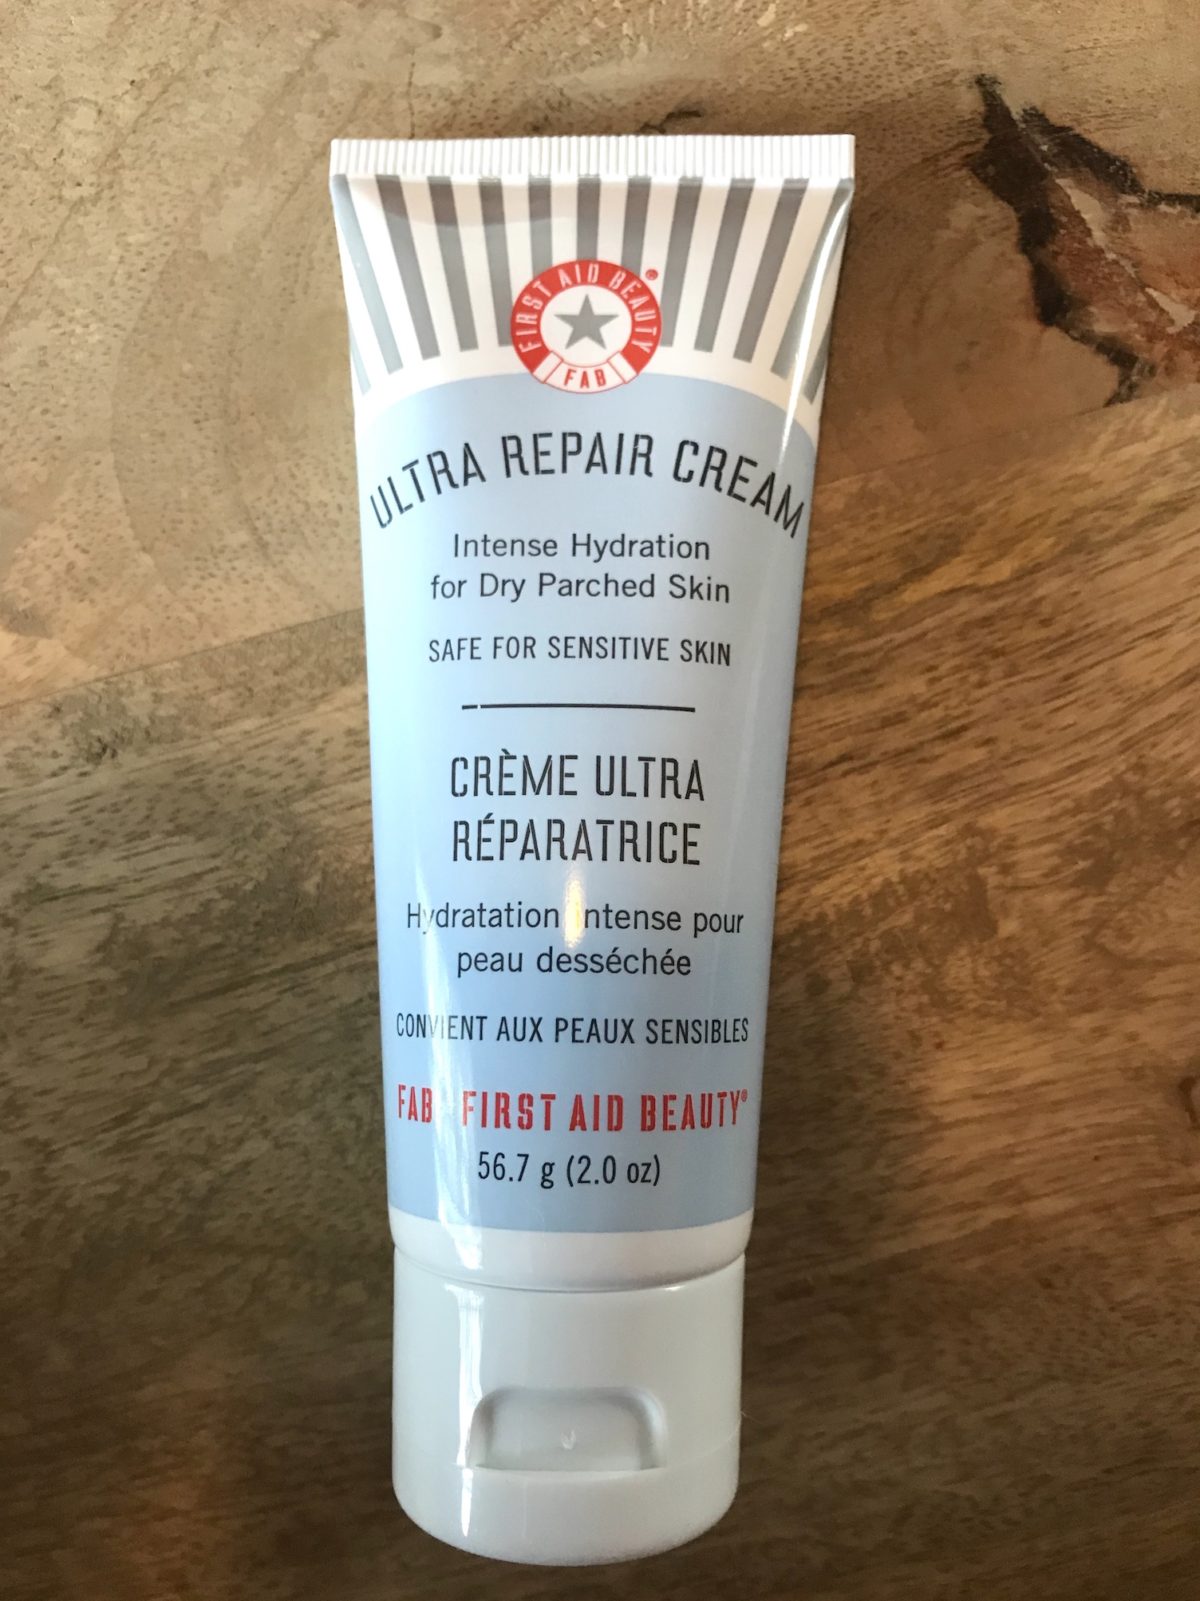 FIRST AID BEAUTY®
FAB
ULTRA REPAIR CREAM
Intense Hydration
for Dry Parched Skin
SAFE FOR SENSITIVE SKIN
CRÈME ULTRA
RÉPARATRICE
Hydratation intense pour
peau desséchée
CONVIENT AUX PEAUX SENSIBLES
FAB FIRST AID BEAUTY®
56.7 g (2.0 oz)